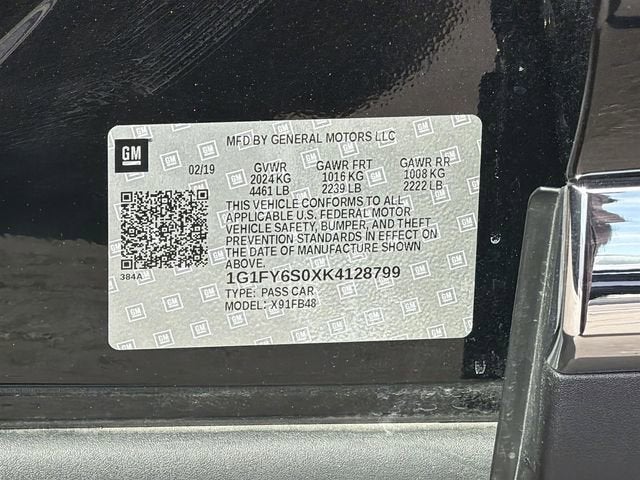 GM
MFD BY GENERAL MOTORS LLC
02/19 GVWR GAWR FRT GAWR RR
2024 KG 1016 KG 1008 KG
4461 LB 2239 LB 2222 LB
THIS VEHICLE CONFORMS TO ALL
APPLICABLE U.S. FEDERAL MOTOR
VEHICLE SAFETY, BUMPER, AND THEFT
PREVENTION STANDARDS IN EFFECT ON
THE DATE OF MANUFACTURE SHOWN
ABOVE.
384A
1G1FY6S0XK4128799
TYPE: PASS CAR
MODEL: X91FB48